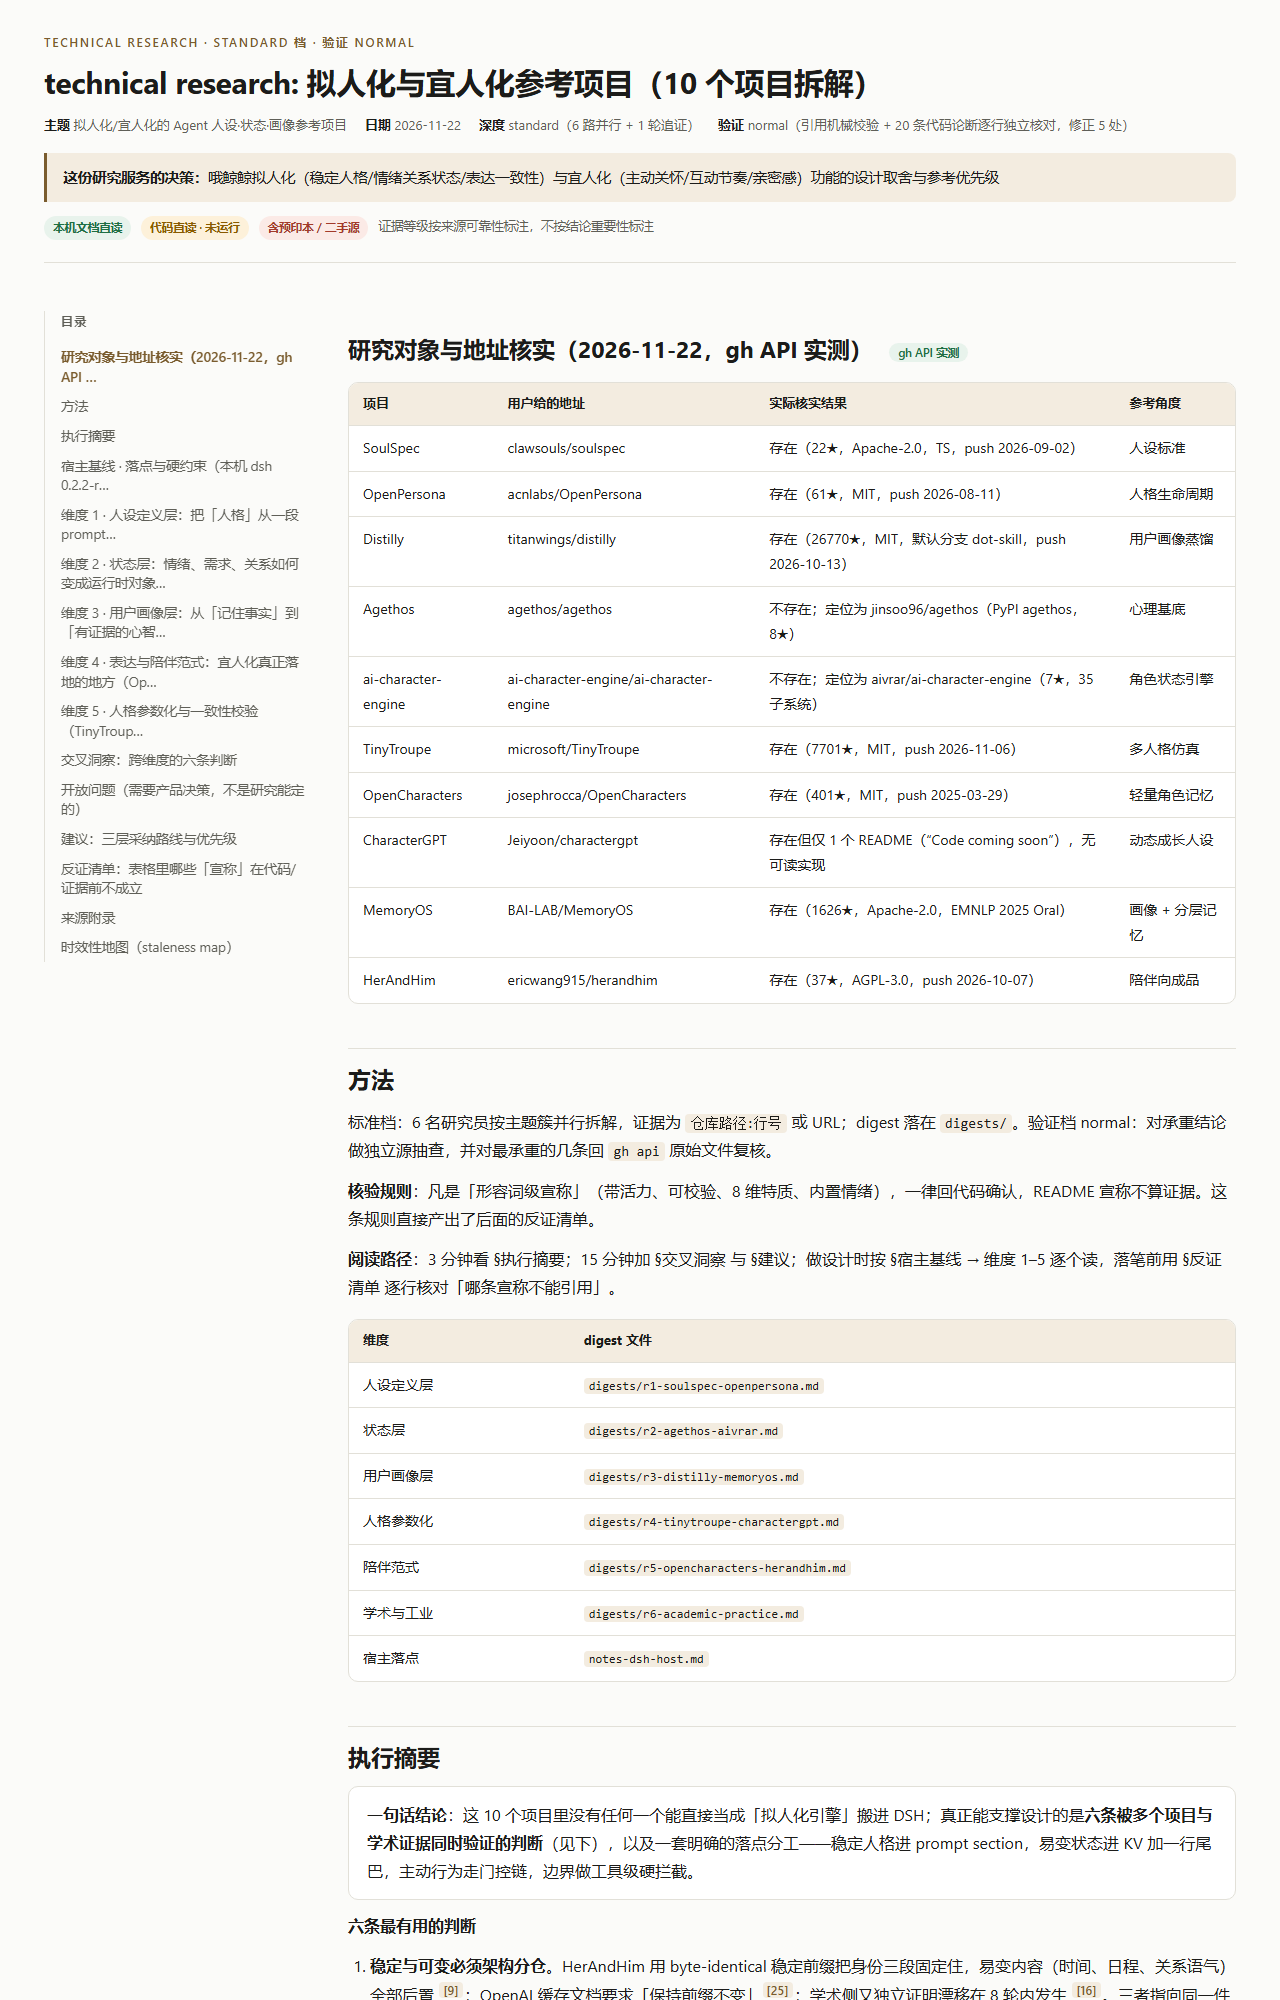 TECHNICAL RESEARCH · STANDARD 档 · 验证 NORMAL
technical research: 拟人化与宜人化参考项目（10 个项目拆解）
主题 拟人化/宜人化的 Agent 人设·状态·画像参考项目 日期 2026-11-22 深度 standard（6 路并行 + 1 轮追证） 验证 normal（引用机械校验 + 20 条代码论断逐行独立核对，修正 5 处）
这份研究服务的决策：哦鲸鲸拟人化（稳定人格/情绪关系状态/表达一致性）与宜人化（主动关怀/互动节奏/亲密感）功能的设计取舍与参考优先级
本机文档直读 代码直读 · 未运行 含预印本 / 二手源 证据等级按来源可靠性标注，不按结论重要性标注
目录
研究对象与地址核实（2026-11-22，gh
API ...
方法
执行摘要
宿主基线 · 落点与硬约束（本机 dsh
0.2.2-r...
维度 1 · 人设定义层：把「人格」从一段
prompt...
维度 2 · 状态层：情绪、需求、关系如何
变成运行时对象...
维度 3 · 用户画像层：从「记住事实」到
「有证据的心智...
维度 4 · 表达与陪伴范式：宜人化真正落
地的地方（Op...
维度 5 · 人格参数化与一致性校验
（TinyTroup...
交叉洞察：跨维度的六条判断
开放问题（需要产品决策，不是研究能定
的）
建议：三层采纳路线与优先级
反证清单：表格里哪些「宣称」在代码/
证据前不成立
来源附录
时效性地图（staleness map）
研究对象与地址核实（2026-11-22，gh API 实测） gh API 实测
项目 用户给的地址 实际核实结果 参考角度
SoulSpec clawsouls/soulspec 存在（22★，Apache-2.0，TS，push 2026-09-02） 人设标准
OpenPersona acnlabs/OpenPersona 存在（61★，MIT，push 2026-08-11） 人格生命周期
Distilly titanwings/distilly 存在（26770★，MIT，默认分支 dot-skill，push 用户画像蒸馏
2026-10-13）
Agethos agethos/agethos 不存在；定位为 jinsoo96/agethos（PyPI agethos， 心理基底
8★）
ai-character- ai-character-engine/ai-character- 不存在；定位为 aivrar/ai-character-engine（7★，35 角色状态引擎
engine engine 子系统）
TinyTroupe microsoft/TinyTroupe 存在（7701★，MIT，push 2026-11-06） 多人格仿真
OpenCharacters josephrocca/OpenCharacters 存在（401★，MIT，push 2025-03-29） 轻量角色记忆
CharacterGPT Jeiyoon/charactergpt 存在但仅 1 个 README（“Code coming soon”），无 动态成长人设
可读实现
MemoryOS BAI-LAB/MemoryOS 存在（1626★，Apache-2.0，EMNLP 2025 Oral） 画像 + 分层记
忆
HerAndHim ericwang915/herandhim 存在（37★，AGPL-3.0，push 2026-10-07） 陪伴向成品
方法
标准档：6 名研究员按主题簇并行拆解，证据为 仓库路径:行号 或 URL；digest 落在 digests/。验证档 normal：对承重结论
做独立源抽查，并对最承重的几条回 gh api 原始文件复核。
核验规则：凡是「形容词级宣称」（带活力、可校验、8 维特质、内置情绪），一律回代码确认，README 宣称不算证据。这
条规则直接产出了后面的反证清单。
阅读路径：3 分钟看 §执行摘要；15 分钟加 §交叉洞察 与 §建议；做设计时按 §宿主基线 → 维度 1–5 逐个读，落笔前用 §反证
清单 逐行核对「哪条宣称不能引用」。
维度 digest 文件
人设定义层 digests/r1-soulspec-openpersona.md
状态层 digests/r2-agethos-aivrar.md
用户画像层 digests/r3-distilly-memoryos.md
人格参数化 digests/r4-tinytroupe-charactergpt.md
陪伴范式 digests/r5-opencharacters-herandhim.md
学术与工业 digests/r6-academic-practice.md
宿主落点 notes-dsh-host.md
执行摘要
一句话结论：这 10 个项目里没有任何一个能直接当成「拟人化引擎」搬进 DSH；真正能支撑设计的是六条被多个项目与
学术证据同时验证的判断（见下），以及一套明确的落点分工——稳定人格进 prompt section，易变状态进 KV 加一行尾
巴，主动行为走门控链，边界做工具级硬拦截。
六条最有用的判断
1. 稳定与可变必须架构分仓。HerAndHim 用 byte-identical 稳定前缀把身份三段固定住，易变内容（时间、日程、关系语气）
全部后置 [9]；OpenAI 缓存文档要求「保持前缀不变」 [25]；学术侧又独立证明漂移在 8 轮内发生 [16]。三者指向同一件